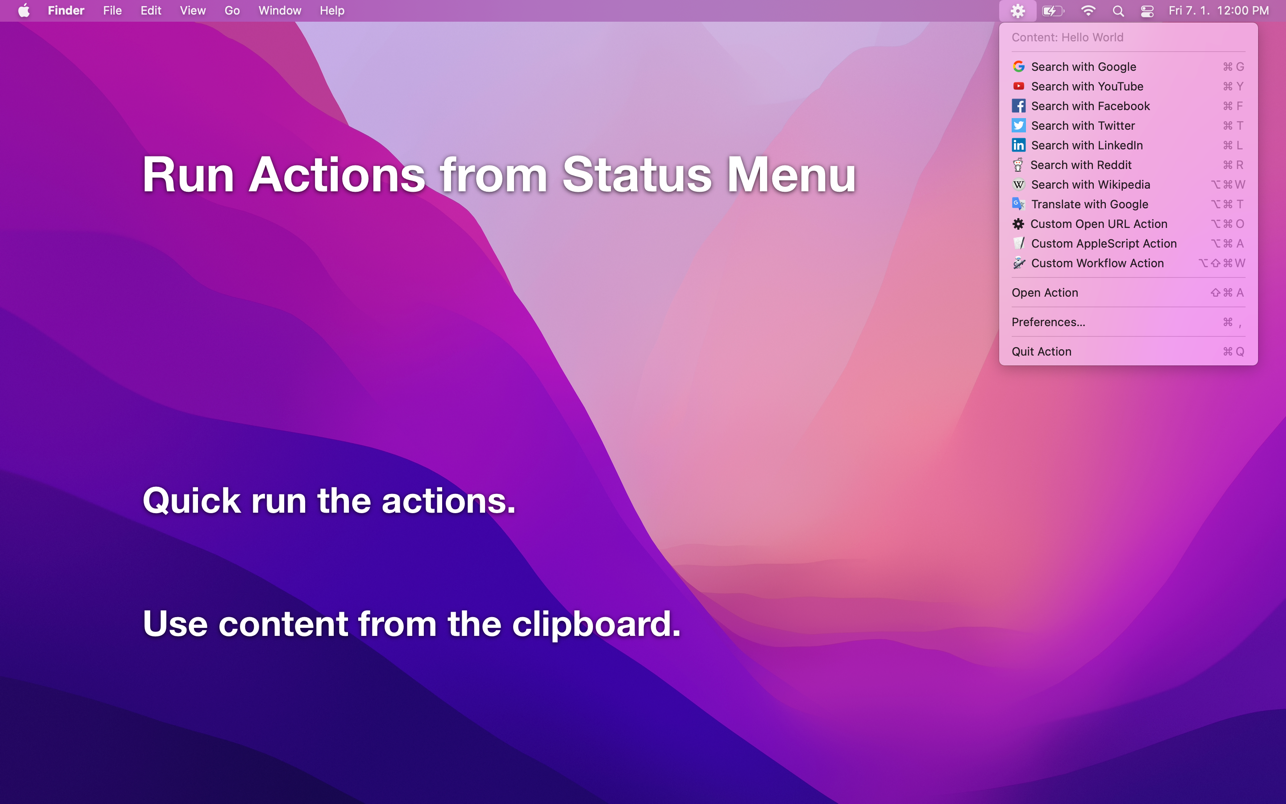 Finder File Edit View Go Window Help Fri 7. 1. 12:00 PM
Content: Hello World
Search with Google ⌘ G
Search with YouTube ⌘ Y
Search with Facebook ⌘ F
Search with Twitter ⌘ T
Search with LinkedIn ⌘ L
Search with Reddit ⌘ R
Search with Wikipedia ⌥⌘W
Translate with Google ⌥⌘ T
Custom Open URL Action ⌥⌘O
Custom AppleScript Action ⌥⌘ A
Custom Workflow Action ⌥⇧⌘W
Open Action ⇧⌘ A
Preferences... ⌘ ,
Quit Action ⌘Q
Run Actions from Status Menu
Quick run the actions.
Use content from the clipboard.